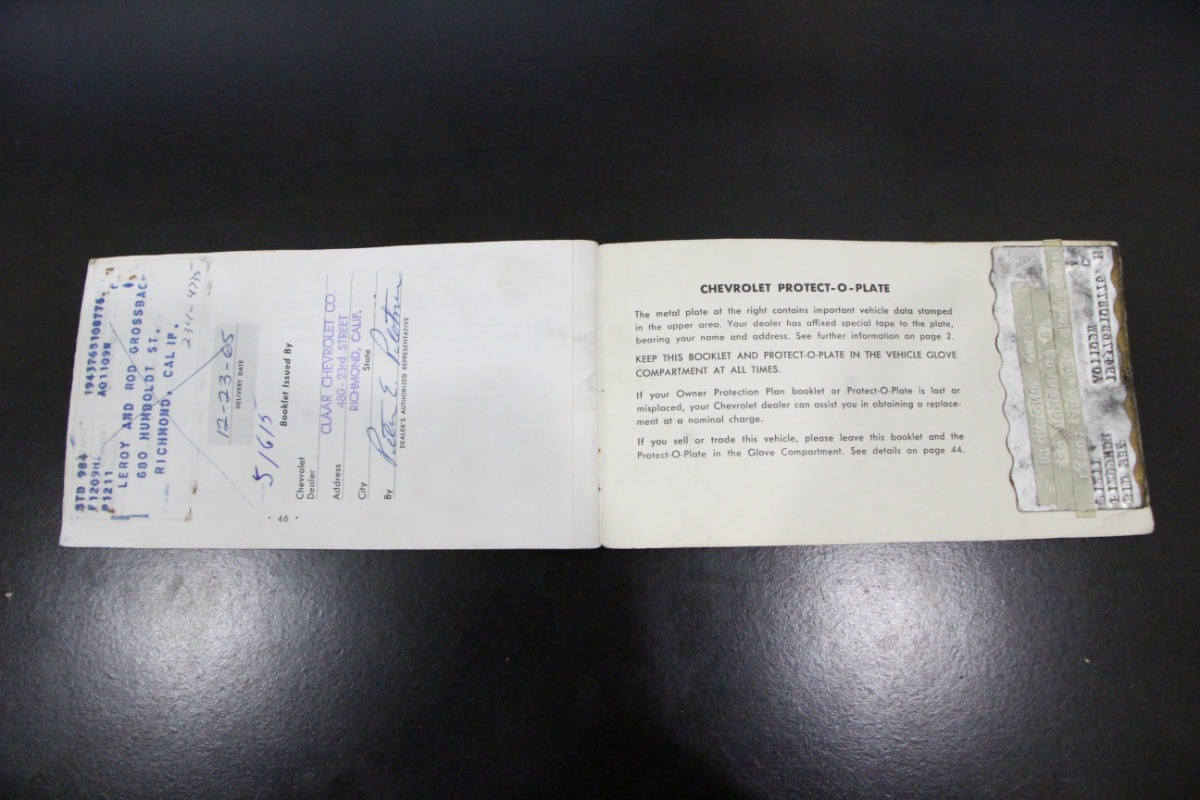 STD 984 194376S108776
F1209HL A01109W
P1211
LEROY AND ROD GROSSBACH
680 HUMBOLDT ST.
RICHMOND, CALIF.
234-4735
12-23-65
DELIVERY DATE
51615
Booklet Issued By
Chevrolet
Dealer CLAAR CHEVROLET CO
Address 480-23rd STREET
RICHMOND, CALIF.
City State
By
DEALER'S AUTHORIZED REPRESENTATIVE
• 46 •
CHEVROLET PROTECT-O-PLATE
The metal plate at the right contains important vehicle data stamped
in the upper area. Your dealer has affixed special tape to the plate,
bearing your name and address. See further information on page 2.
KEEP THIS BOOKLET AND PROTECT-O-PLATE IN THE VEHICLE GLOVE
COMPARTMENT AT ALL TIMES.
If your Owner Protection Plan booklet or Protect-O-Plate is lost or
misplaced, your Chevrolet dealer can assist you in obtaining a replace-
ment at a nominal charge.
If you sell or trade this vehicle, please leave this booklet and the
Protect-O-Plate in the Glove Compartment. See details on page 44.